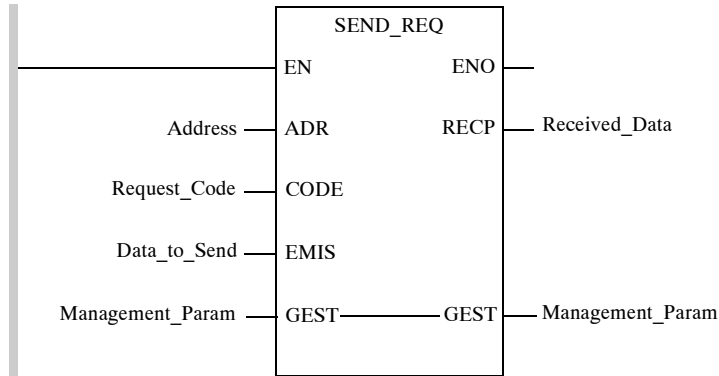 SEND_REQ
EN ENO
Address ADR RECP Received_Data
Request_Code CODE
Data_to_Send EMIS
Management_Param GEST GEST Management_Param